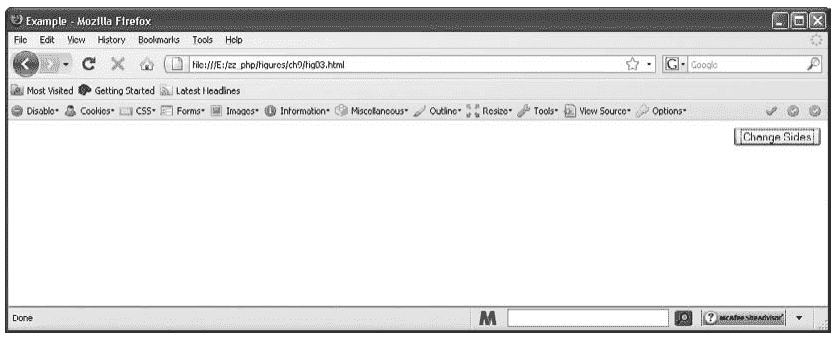 Example - Mozilla Firefox
File Edit View History Bookmarks Tools Help
file:///E:/zz_php/figures/ch9/fig03.html
G Google
Most Visited Getting Started Latest Headlines
Disable Cookies CSS Forms Images Information Miscellaneous Outline Resize Tools View Source Options
Change Sides
Done
M
? McAfee SiteAdvisor